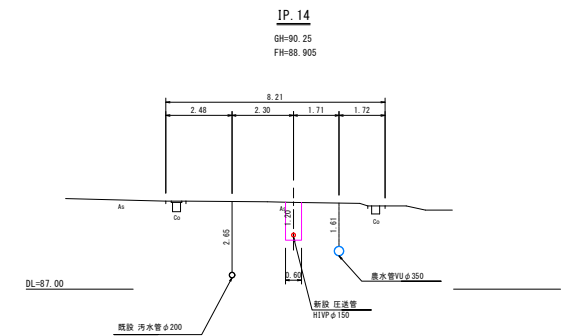 IP.14
GH=90.25
FH=88.905
8.21
2.48 2.30 1.71 1.72
As
Co
2.65
As
1.20
1.61
Co
0.60
DL=87.00
農水管VUφ350
新設 圧送管
HIVPφ150
既設 汚水管φ200